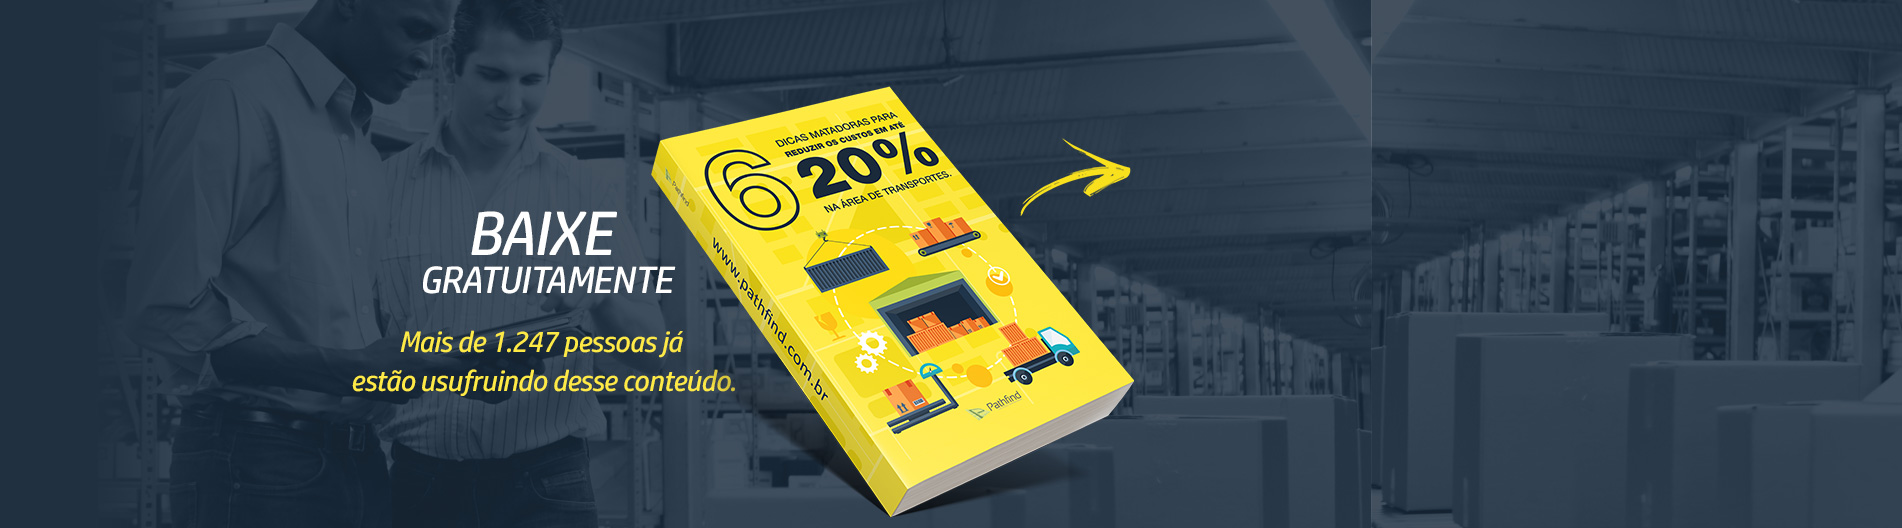 BAIXE
GRATUITAMENTE
Mais de 1.247 pessoas já
estão usufruindo desse conteúdo.
6
DICAS MATADORAS PARA
REDUZIR OS CUSTOS EM ATÉ
20%
NA ÁREA DE TRANSPORTES.
Pathfind
www.pathfind.com.br
Pathfind